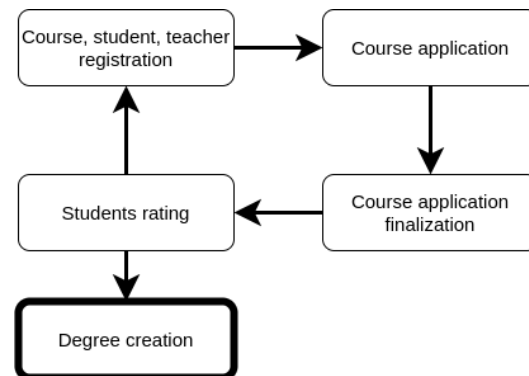 Course, student, teacher
registration
Course application
Students rating
Course application
finalization
Degree creation